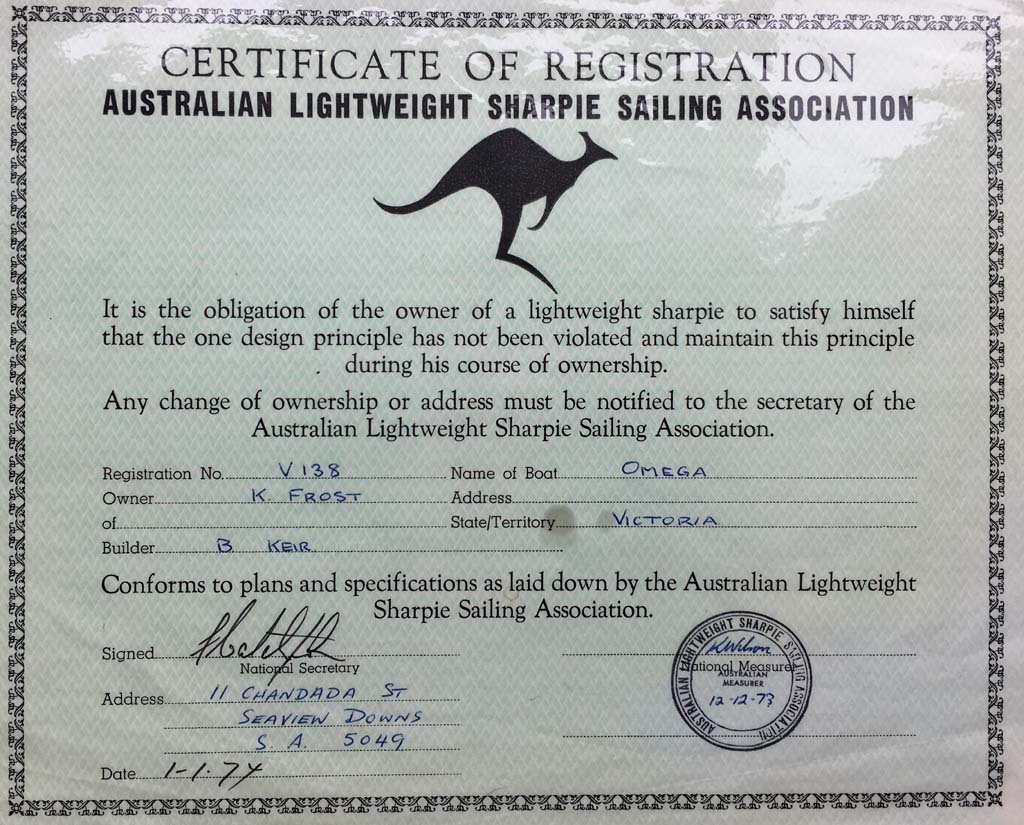 CERTIFICATE OF REGISTRATION
AUSTRALIAN LIGHTWEIGHT SHARPIE SAILING ASSOCIATION
It is the obligation of the owner of a lightweight sharpie to satisfy himself
that the one design principle has not been violated and maintain this principle
during his course of ownership.
Any change of ownership or address must be notified to the secretary of the
Australian Lightweight Sharpie Sailing Association.
Registration No. V138 Name of Boat OMEGA
Owner K. FROST Address
of State/Territory VICTORIA
Builder B KEIR
Conforms to plans and specifications as laid down by the Australian Lightweight
Sharpie Sailing Association.
Signed
National Secretary
Address 11 CHANDADA ST
SEAVIEW DOWNS
S. A. 5049
Date 1-1-74
AUSTRALIAN LIGHTWEIGHT SHARPIE SAILING ASSOCIATION
National Measurer
AUSTRALIAN
MEASURER
12-12-73